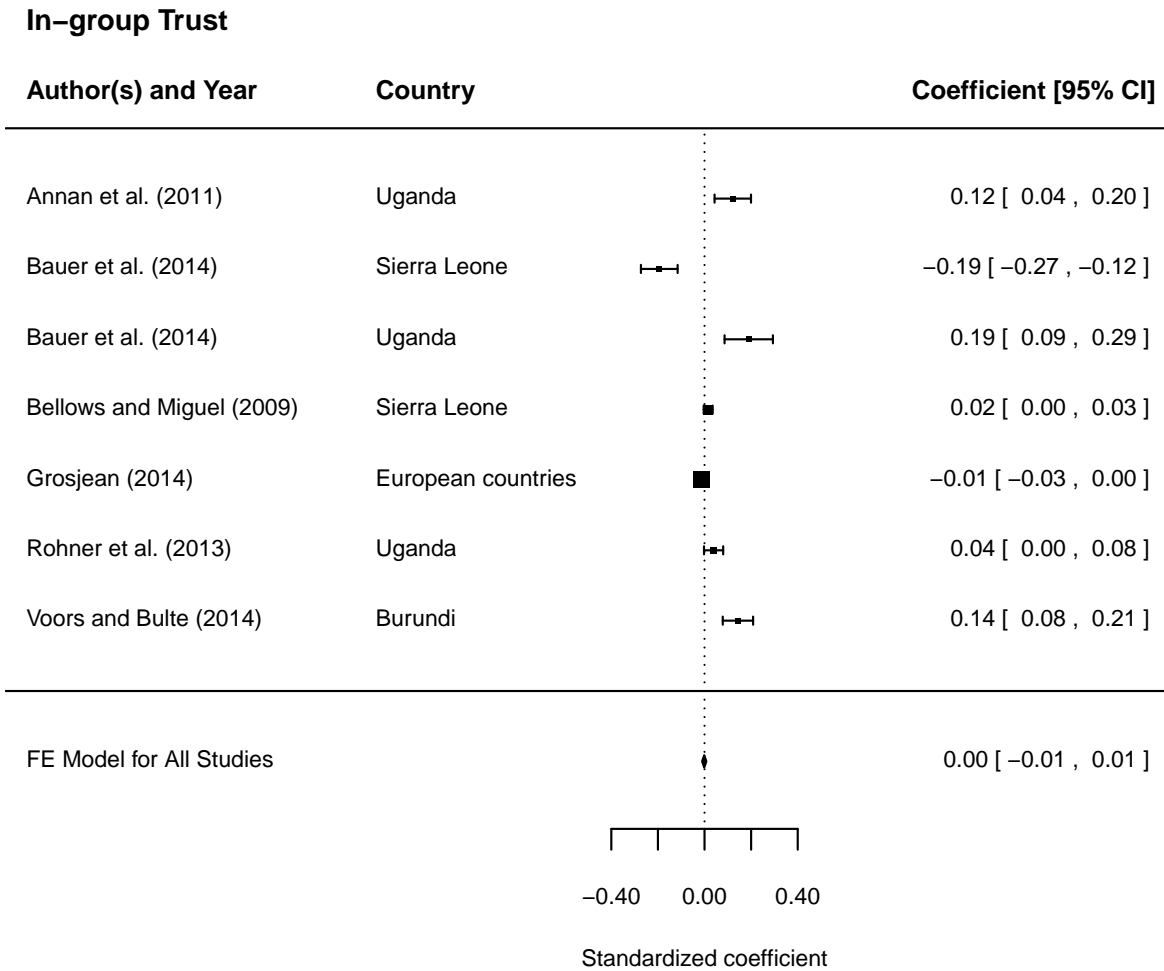 In−group Trust
Author(s) and Year Country Coefficient [95% CI]
Annan et al. (2011) Uganda 0.12 [ 0.04 , 0.20 ]
Bauer et al. (2014) Sierra Leone −0.19 [ −0.27 , −0.12 ]
Bauer et al. (2014) Uganda 0.19 [ 0.09 , 0.29 ]
Bellows and Miguel (2009) Sierra Leone 0.02 [ 0.00 , 0.03 ]
Grosjean (2014) European countries −0.01 [ −0.03 , 0.00 ]
Rohner et al. (2013) Uganda 0.04 [ 0.00 , 0.08 ]
Voors and Bulte (2014) Burundi 0.14 [ 0.08 , 0.21 ]
FE Model for All Studies 0.00 [ −0.01 , 0.01 ]
−0.40 0.00 0.40
Standardized coefficient